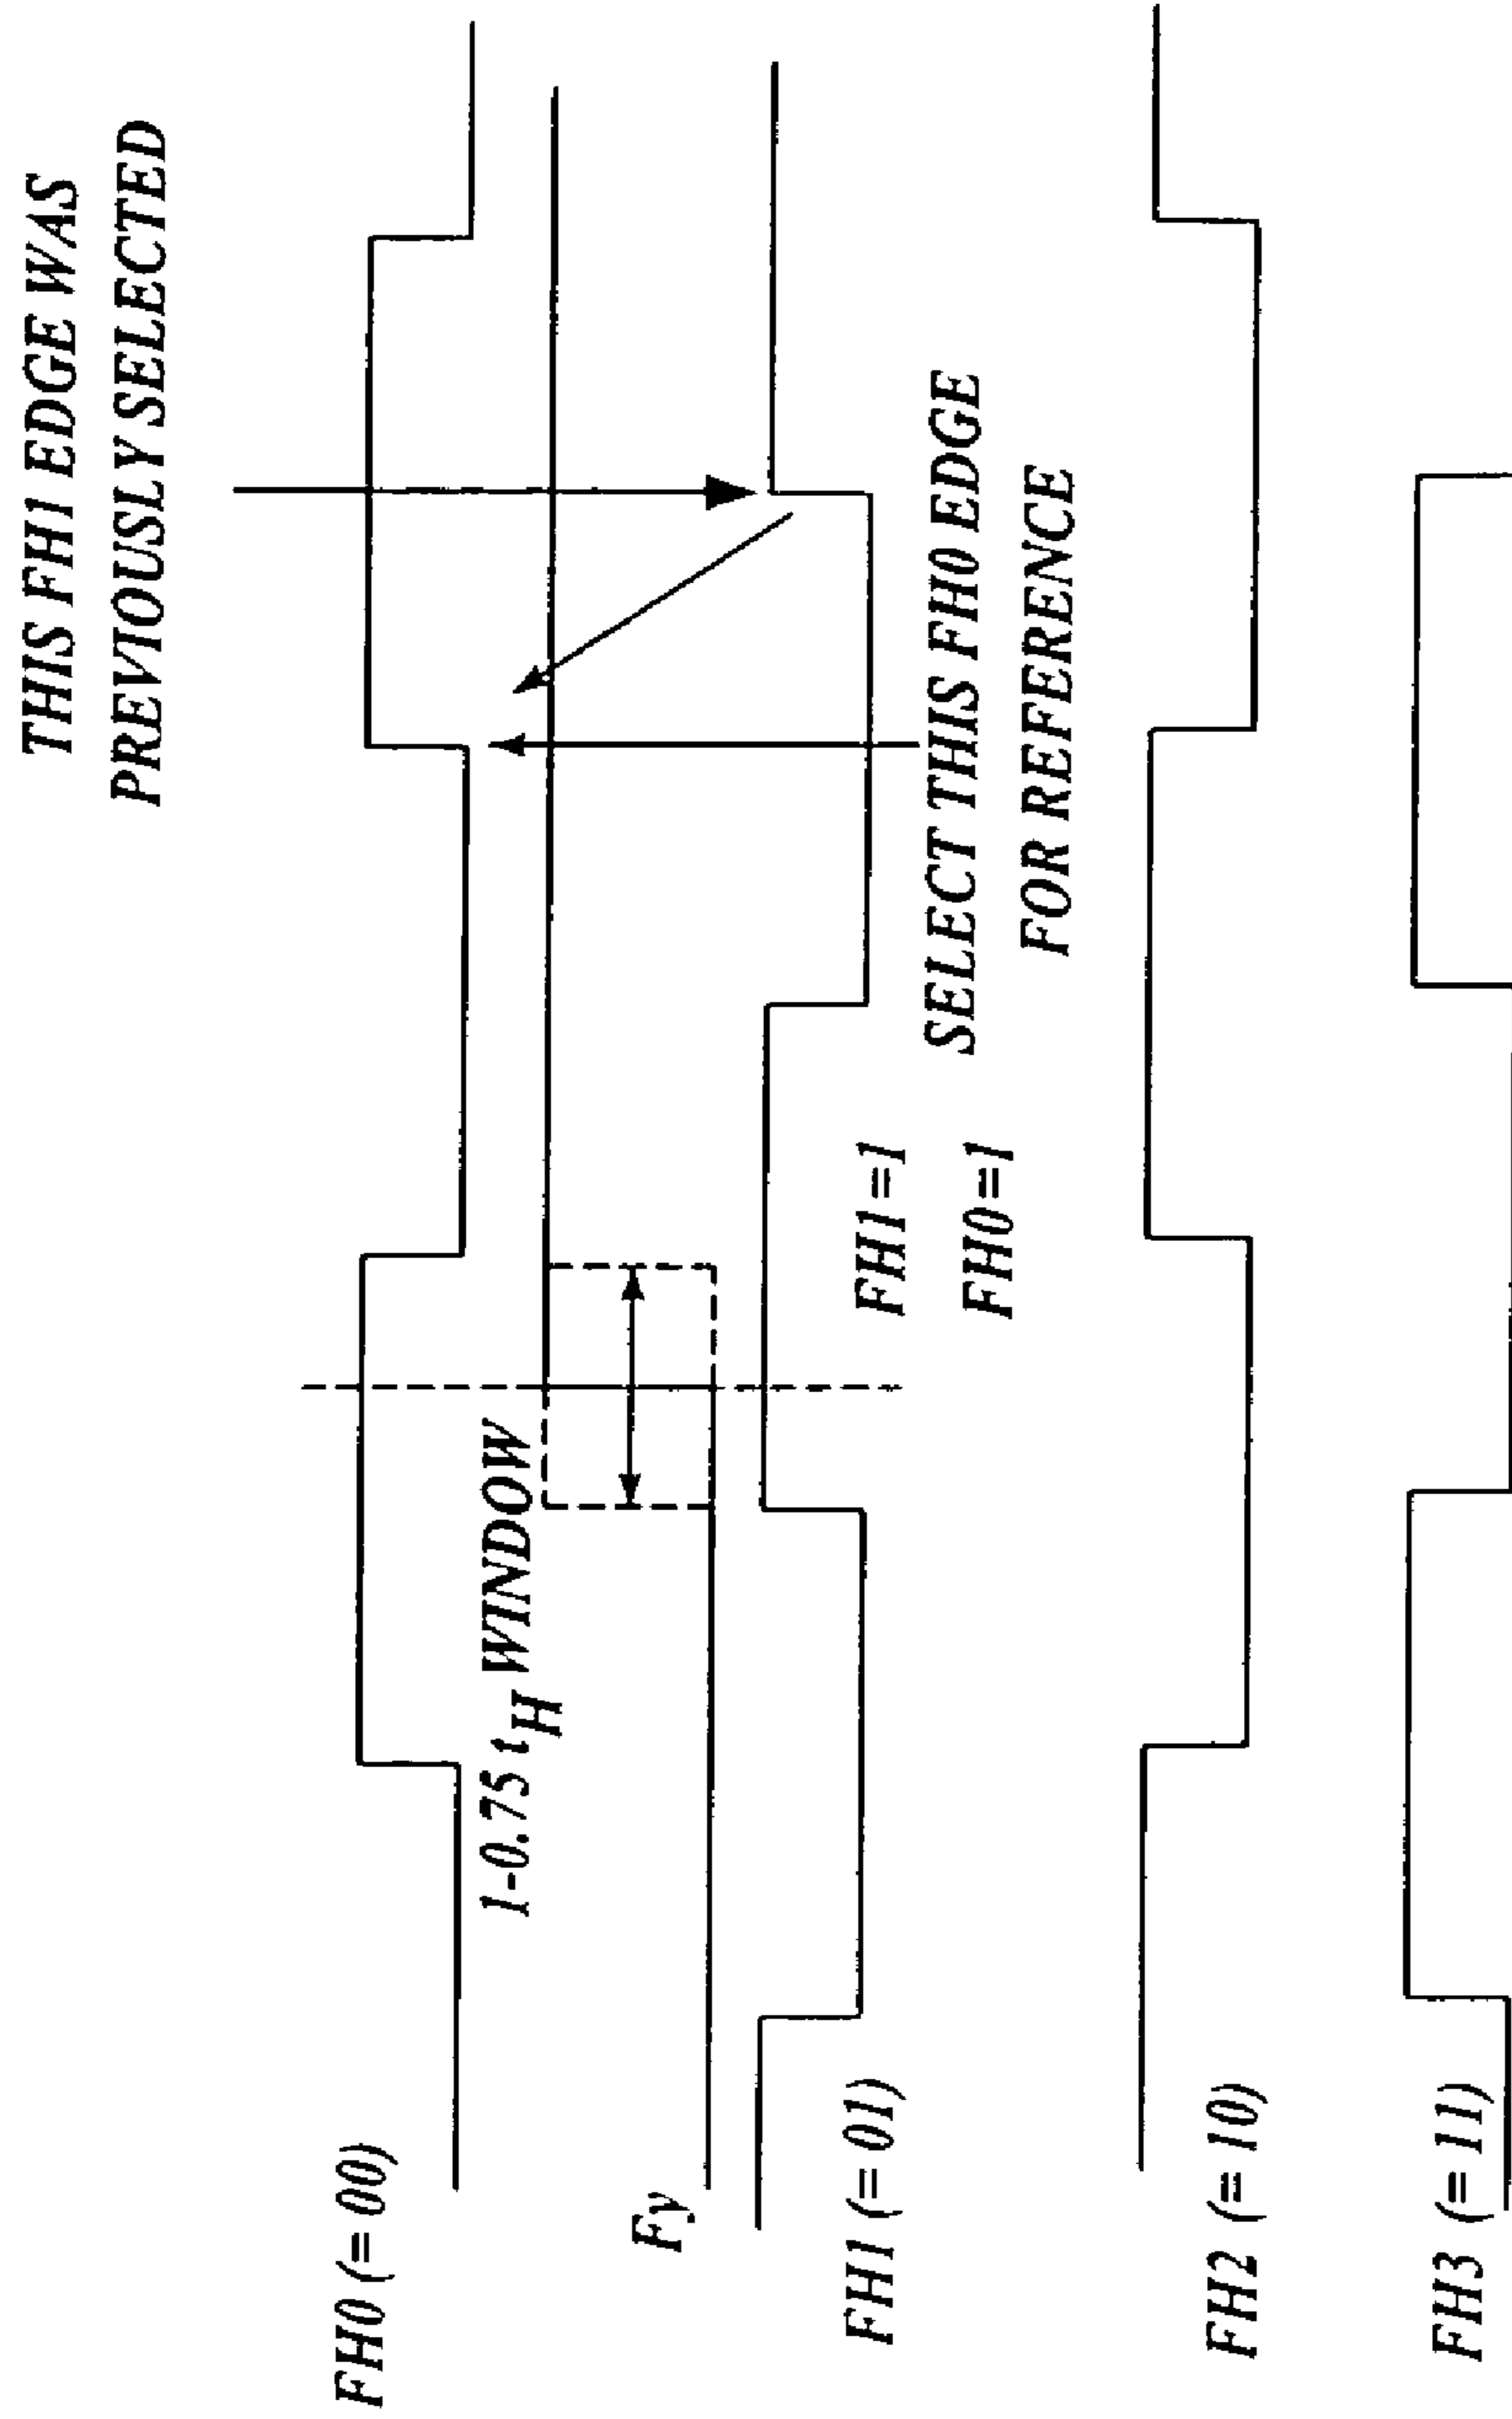 THIS FH1 EDGE WAS
PREVIOUSLY SELECTED
FH0 (= 00)
1-0.75 tH WINDOW
Fy
FH1 (= 01)
FH1=1
FH0=1
SELECT THIS FH0 EDGE
FOR REFERENCE
FH2 (= 10)
FH3 (= 11)